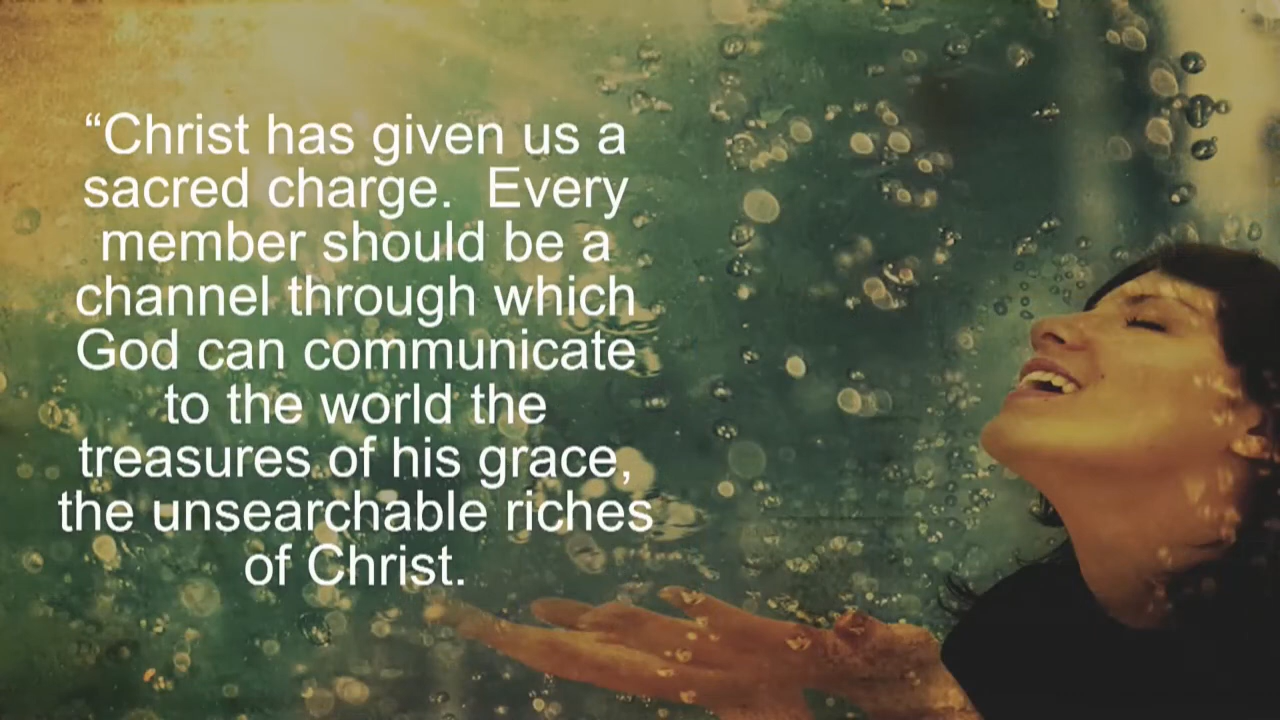 “Christ has given us a
sacred charge.  Every
member should be a
channel through which
God can communicate
to the world the
treasures of his grace,
the unsearchable riches
of Christ.